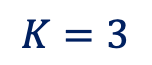 K = 3